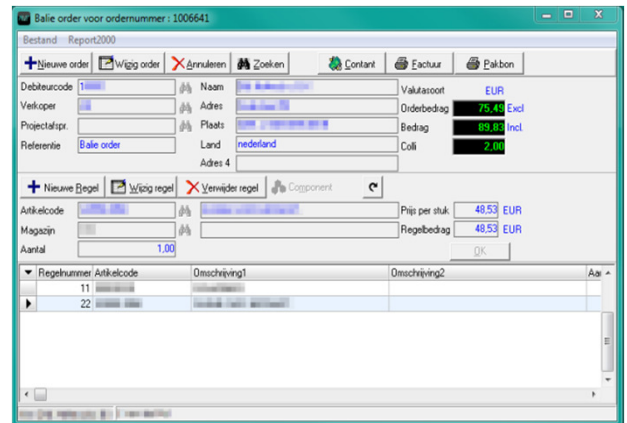 Balie order voor ordernummer : 1006641
Bestand Report2000
Nieuwe order Wijzig order Annuleren Zoeken Contant Factuur Pakbon
Debiteurcode Naam Valutasoort EUR
Verkoper Adres Orderbedrag 75,49 Excl
Projectafspr. Plaats Bedrag 89,83 Incl.
Referentie Balie order Land nederland Colli 2,00
Adres 4
Nieuwe Regel Wijzig regel Verwijder regel Component
Artikelcode Prijs per stuk 48,53 EUR
Magazijn Regelbedrag 48,53 EUR
Aantal 1,00 OK
Regelnummer Artikelcode Omschrijving1 Omschrijving2 Aar
11
22